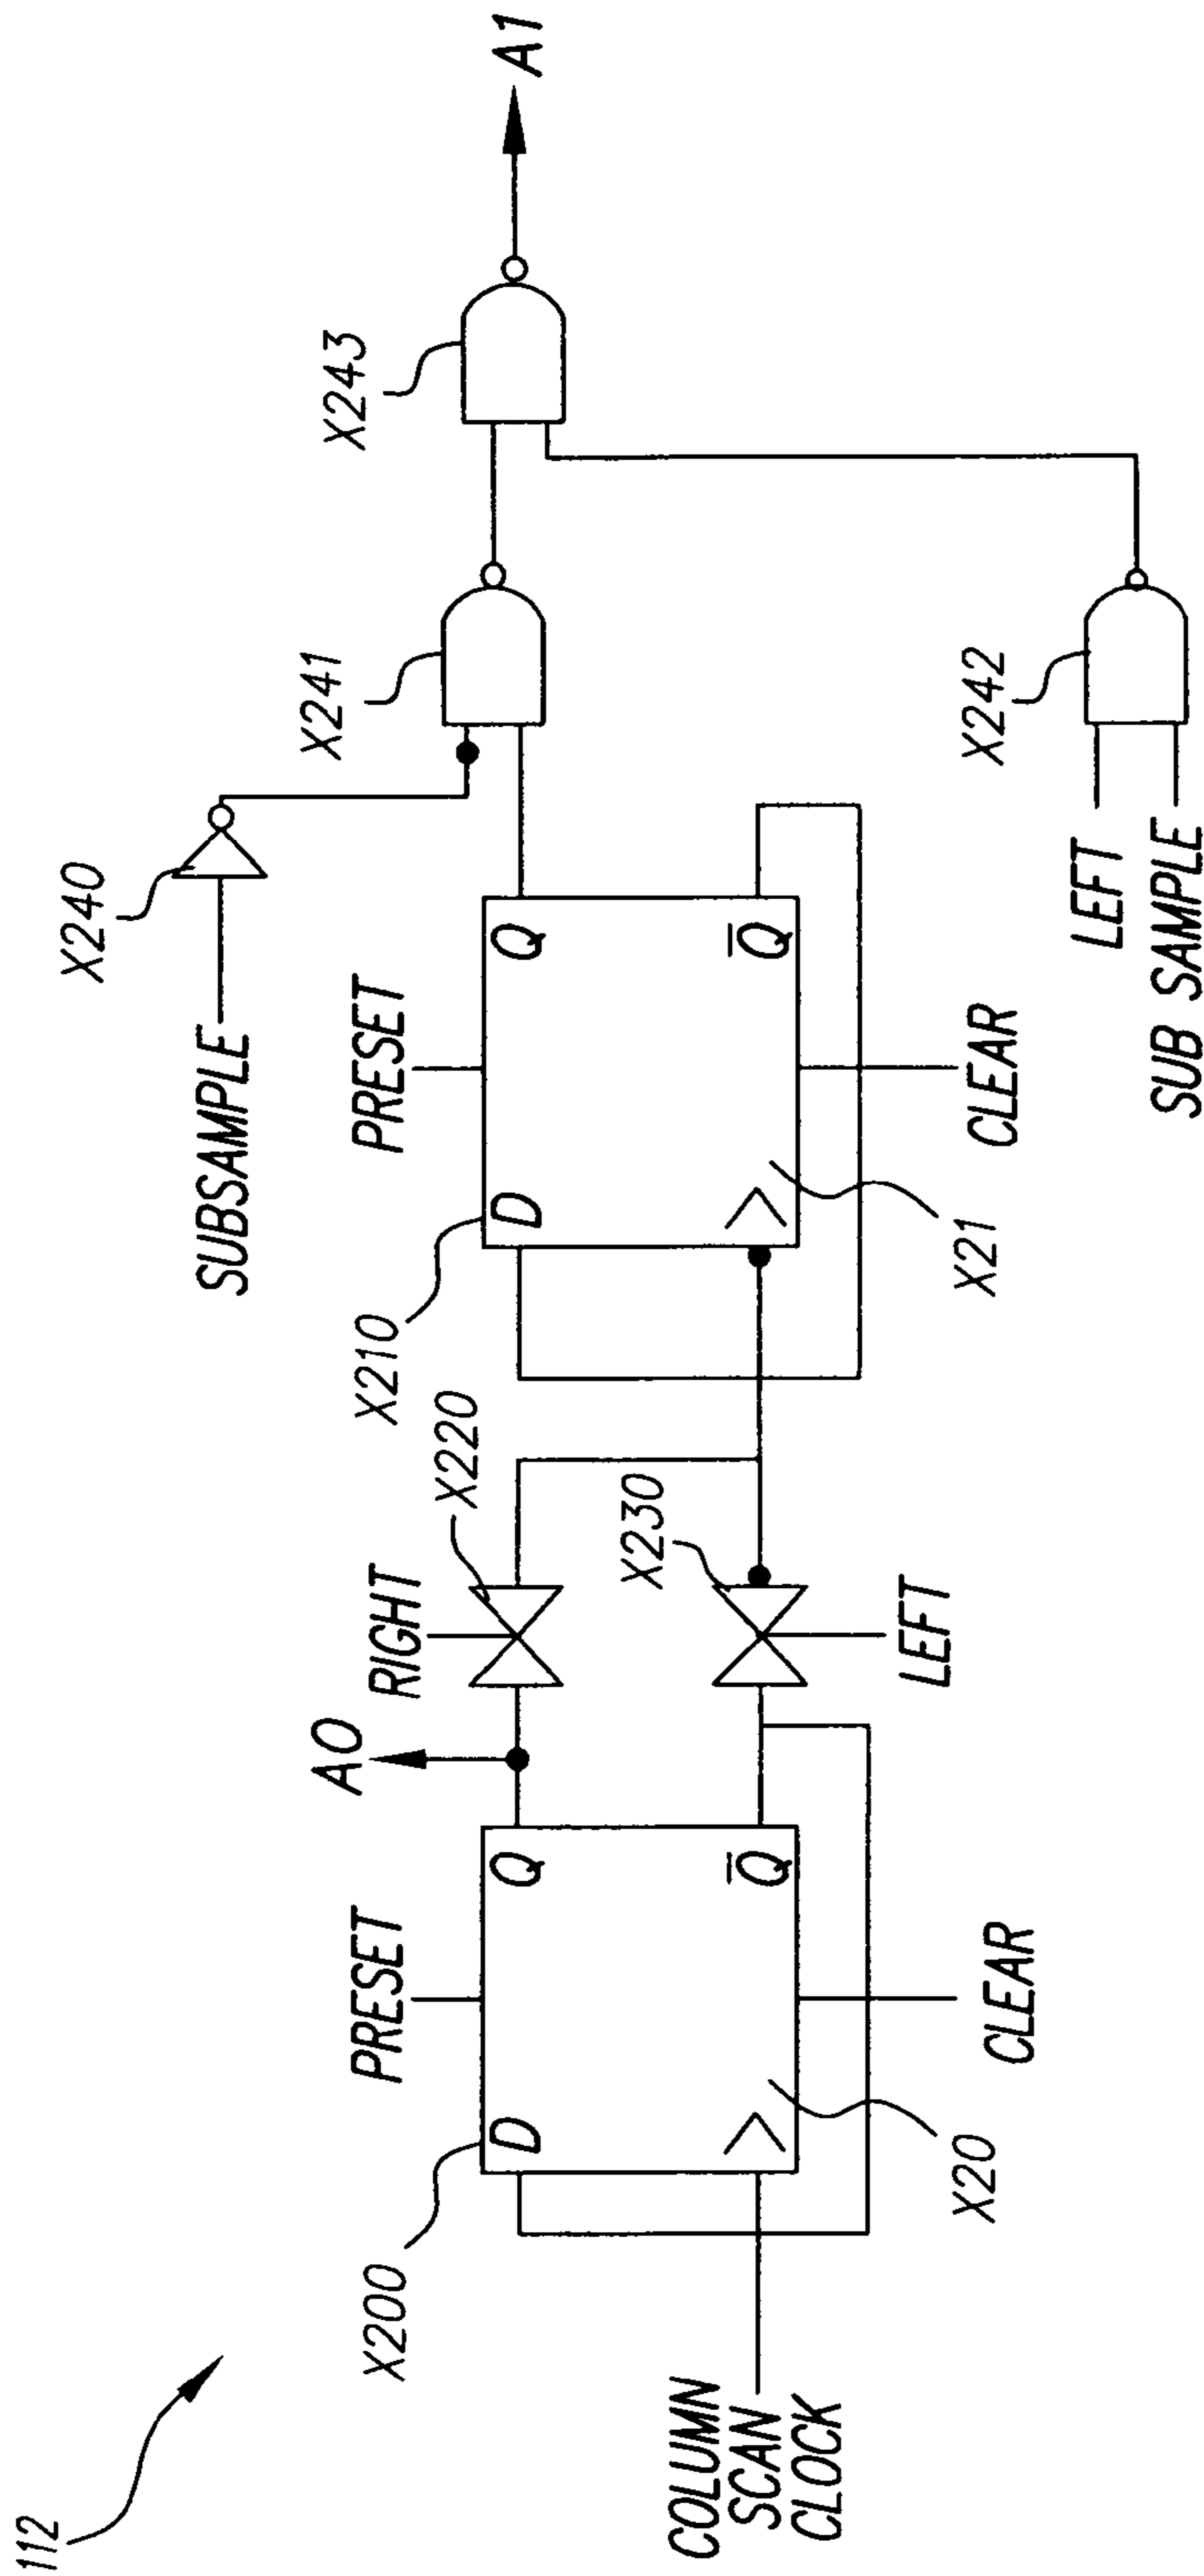 112
COLUMN
SCAN
CLOCK
X200
D
Q
Q̅
PRESET
CLEAR
X20
A0
RIGHT
X220
X230
LEFT
X210
D
Q
Q̅
PRESET
CLEAR
X21
SUBSAMPLE
X240
X241
LEFT
SUB SAMPLE
X242
X243
A1